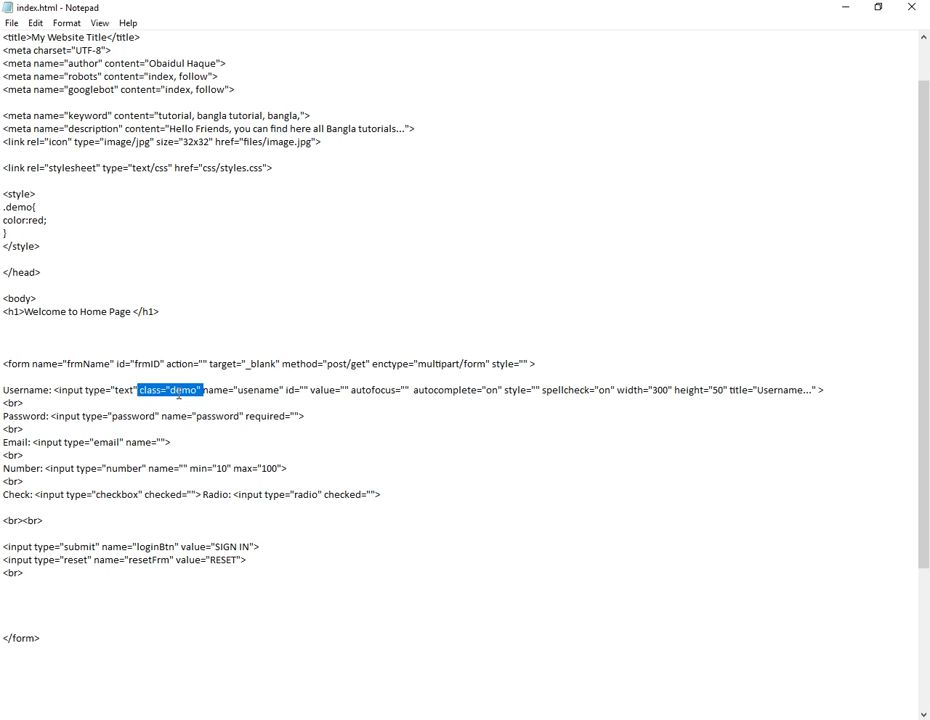 index.html - Notepad
File Edit Format View Help
<title>My Website Title</title>
<meta charset="UTF-8">
<meta name="author" content="Obaidul Haque">
<meta name="robots" content="index, follow">
<meta name="googlebot" content="index, follow">
<meta name="keyword" content="tutorial, bangla tutorial, bangla,">
<meta name="description" content="Hello Friends, you can find here all Bangla tutorials...">
<link rel="icon" type="image/jpg" size="32x32" href="files/image.jpg">
<link rel="stylesheet" type="text/css" href="css/styles.css">
<style>
.demo{
color:red;
}
</style>
</head>
<body>
<h1>Welcome to Home Page </h1>
<form name="frmName" id="frmID" action="" target="_blank" method="post/get" enctype="multipart/form" style="" >
Username: <input type="text" class="demo" name="usename" id="" value="" autofocus=""  autocomplete="on" style="" spellcheck="on" width="300" height="50" title="Username..." >
<br>
Password: <input type="password" name="password" required="">
<br>
Email: <input type="email" name="">
<br>
Number: <input type="number" name="" min="10" max="100">
<br>
Check: <input type="checkbox" checked=""> Radio: <input type="radio" checked="">
<br><br>
<input type="submit" name="loginBtn" value="SIGN IN">
<input type="reset" name="resetFrm" value="RESET">
<br>
</form>